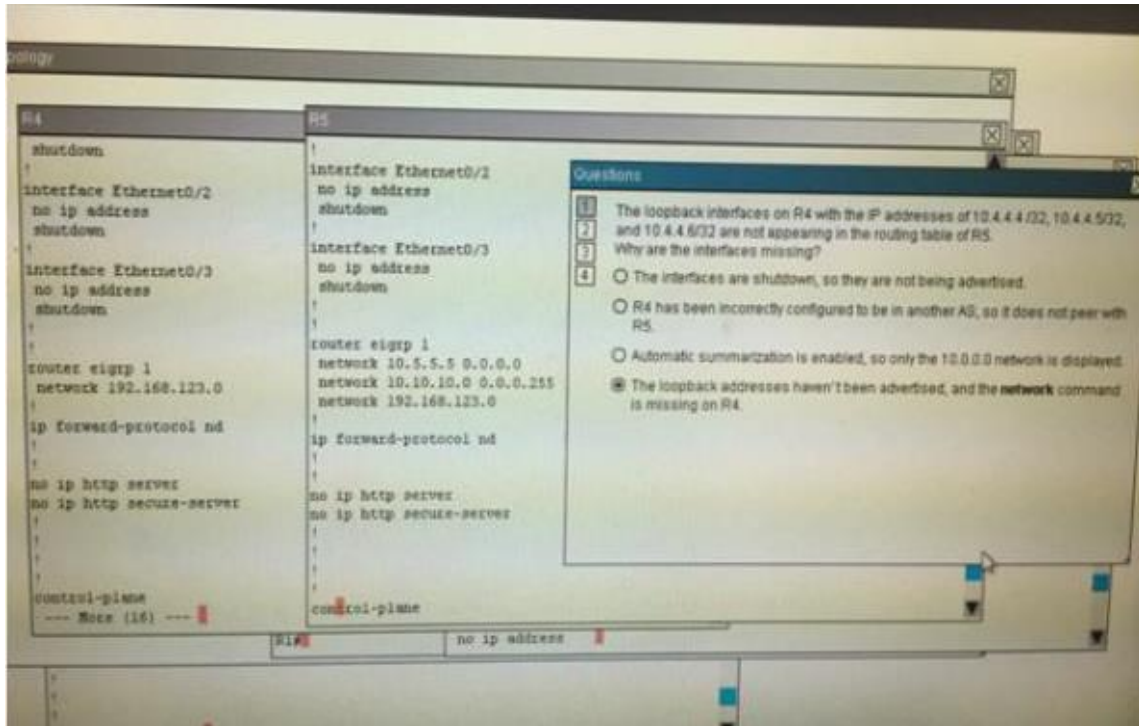 R4
shutdown
!
interface Ethernet0/2
no ip address
shutdown
!
interface Ethernet0/3
no ip address
shutdown
!
!
router eigrp 1
network 192.168.123.0
!
ip forward-protocol nd
!
!
no ip http server
no ip http secure-server
!
!
!
!
control-plane
--- More (16) ---
R5
!
interface Ethernet0/2
no ip address
shutdown
!
interface Ethernet0/3
no ip address
shutdown
!
!
router eigrp 1
network 10.5.5.5 0.0.0.0
network 10.10.10.0 0.0.0.255
network 192.168.123.0
!
ip forward-protocol nd
!
!
no ip http server
no ip http secure-server
!
!
!
!
control-plane
Questions
1
2
3
4
The loopback interfaces on R4 with the IP addresses of 10.4.4.4/32, 10.4.4.5/32,
and 10.4.4.6/32 are not appearing in the routing table of R5.
Why are the interfaces missing?
The interfaces are shutdown, so they are not being advertised.
R4 has been incorrectly configured to be in another AS, so it does not peer with
R5.
Automatic summarization is enabled, so only the 10.0.0.0 network is displayed.
The loopback addresses haven't been advertised, and the network command
is missing on R4.
R1#
no ip address